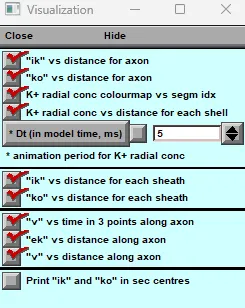 Visualization
Close Hide
"ik" vs distance for axon
"ko" vs distance for axon
K+ radial conc colourmap vs segm idx
K+ radial conc vs distance for each shell
* Dt (in model time, ms) 5
* animation period for K+ radial conc
"ik" vs distance for each sheath
"ko" vs distance for each sheath
"v" vs time in 3 points along axon
"ek" vs distance along axon
"v" vs distance along axon
Print "ik" and "ko" in sec centres